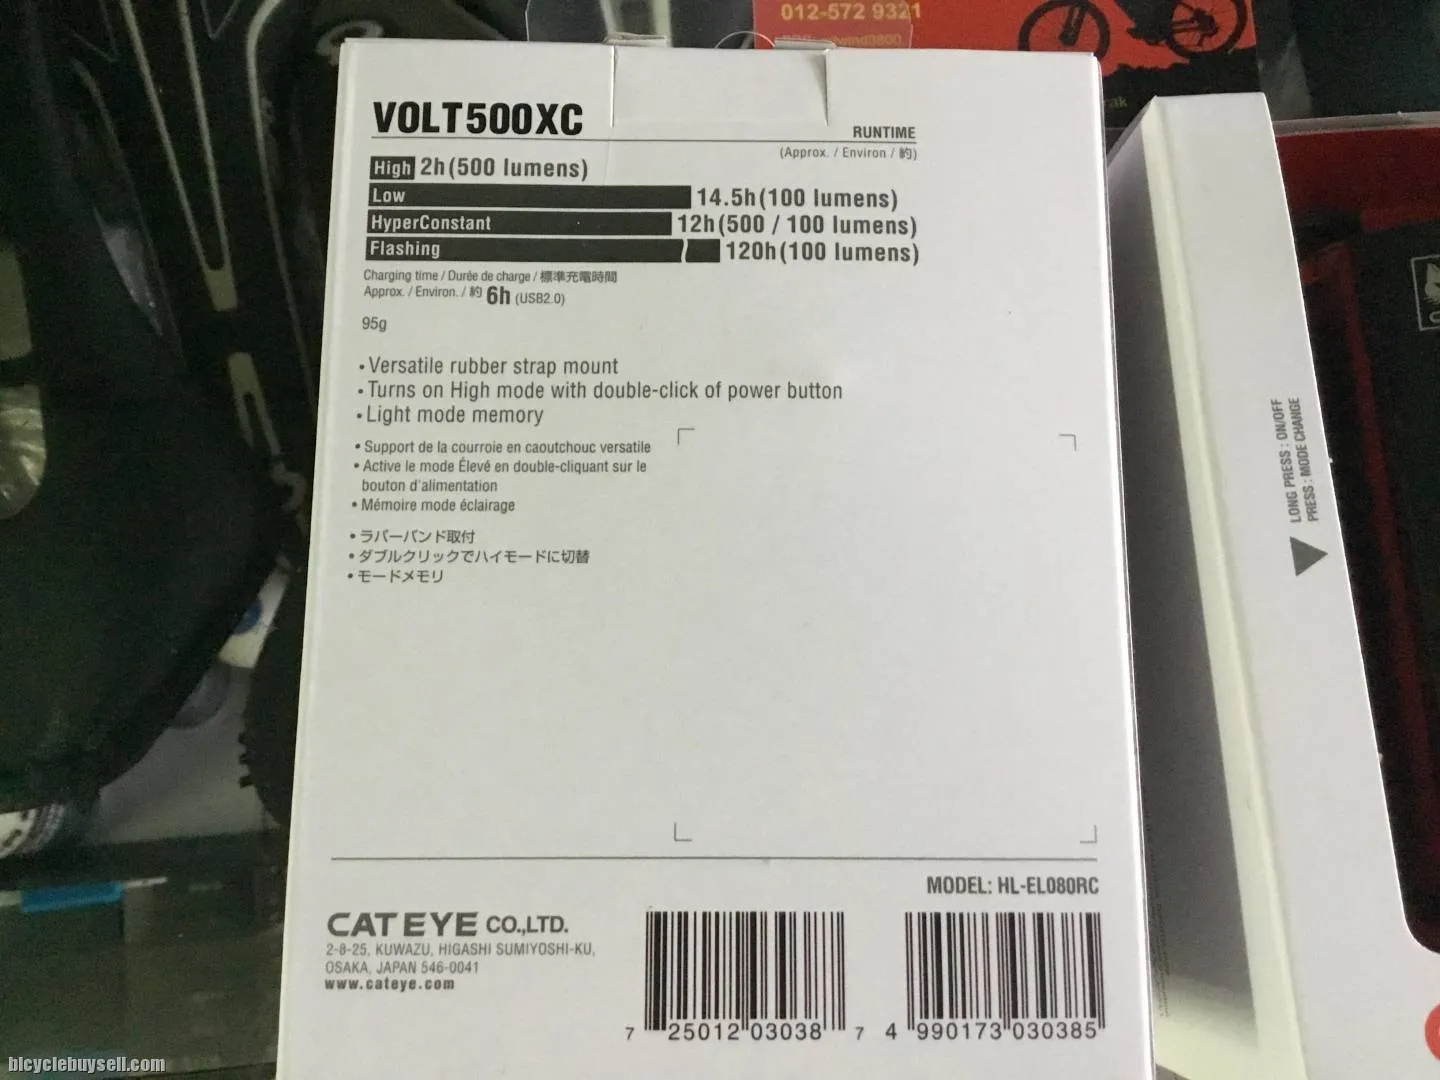 012-572 9321
VOLT500XC
RUNTIME
(Approx. / Environ / 約)
High 2h(500 lumens)
Low 14.5h(100 lumens)
HyperConstant 12h(500 / 100 lumens)
Flashing 120h(100 lumens)
Charging time / Durée de charge / 標準充電時間
Approx. / Environ. / 約 6h (USB2.0)
95g
• Versatile rubber strap mount
• Turns on High mode with double-click of power button
• Light mode memory
• Support de la courroie en caoutchouc versatile
• Active le mode Élevé en double-cliquant sur le
bouton d'alimentation
• Mémoire mode éclairage
• ラバーバンド取付
• ダブルクリックでハイモードに切替
• モードメモリ
LONG PRESS : ON/OFF
PRESS : MODE CHANGE
MODEL: HL-EL080RC
CATEYE CO.,LTD.
2-8-25, KUWAZU, HIGASHI SUMIYOSHI-KU,
OSAKA, JAPAN 546-0041
www.cateye.com
7 25012 03038 7
4 990173 030385
bicyclebuysell.com